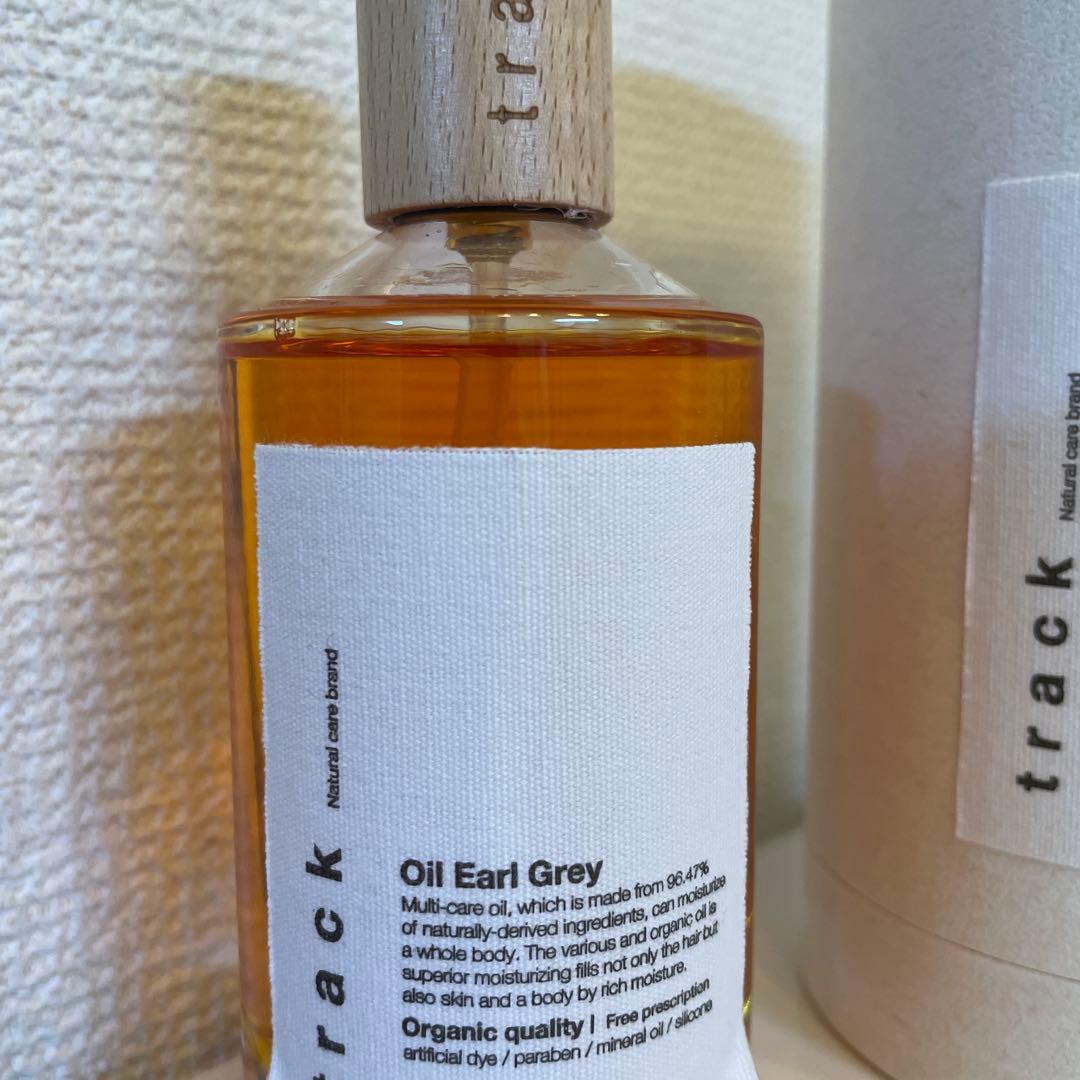 tra
track
Natural care brand
Oil Earl Grey
Multi-care oil, which is made from 96.47%
of naturally-derived ingredients, can moisturize
a whole body. The various and organic oil is
superior moisturizing fills not only the hair but
also skin and a body by rich moisture.
Organic quality | Free prescription
artificial dye / paraben / mineral oil / silicone
track
Natural care brand